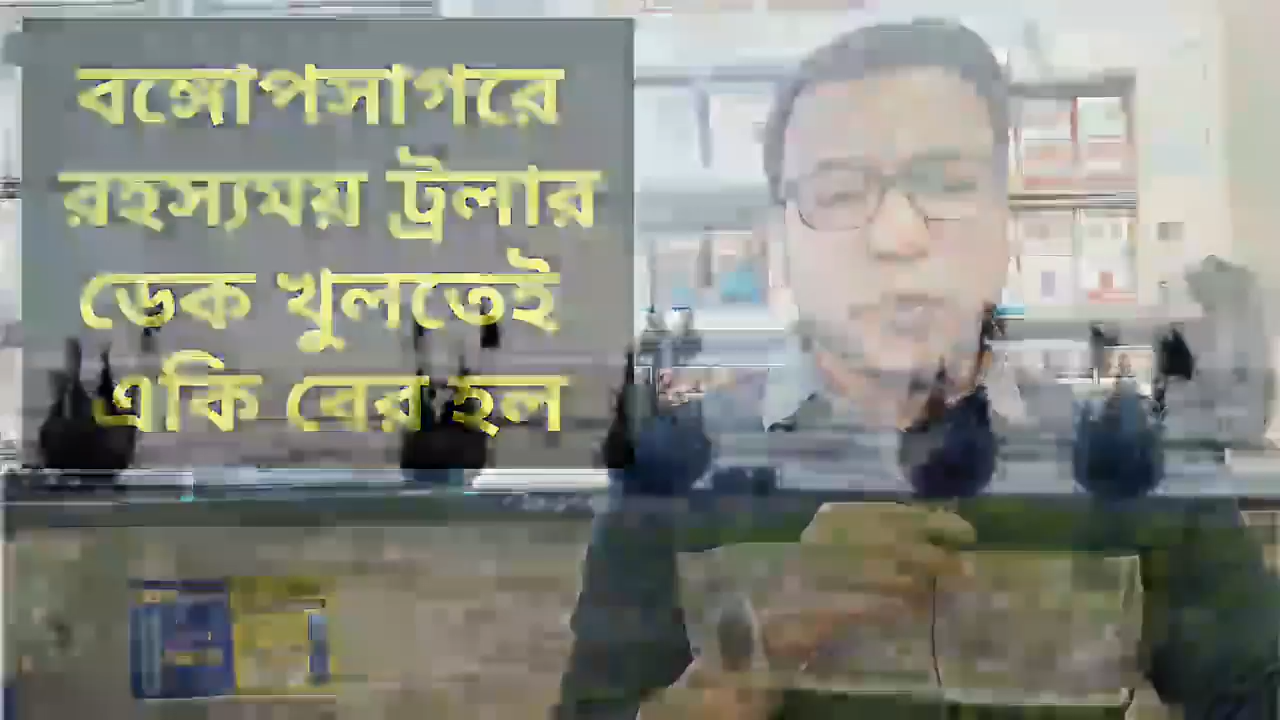 বঙ্গোপসাগরে
রহস্যময় ট্রলার
ডেক খুলতেই
একি বের হল